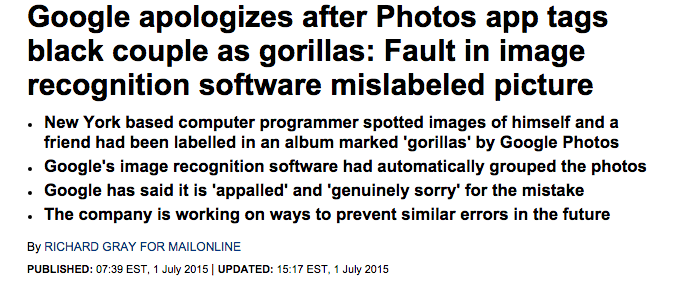 Google apologizes after Photos app tags
black couple as gorillas: Fault in image
recognition software mislabeled picture
• New York based computer programmer spotted images of himself and a
friend had been labelled in an album marked 'gorillas' by Google Photos
• Google's image recognition software had automatically grouped the photos
• Google has said it is 'appalled' and 'genuinely sorry' for the mistake
• The company is working on ways to prevent similar errors in the future
By RICHARD GRAY FOR MAILONLINE
PUBLISHED: 07:39 EST, 1 July 2015 | UPDATED: 15:17 EST, 1 July 2015